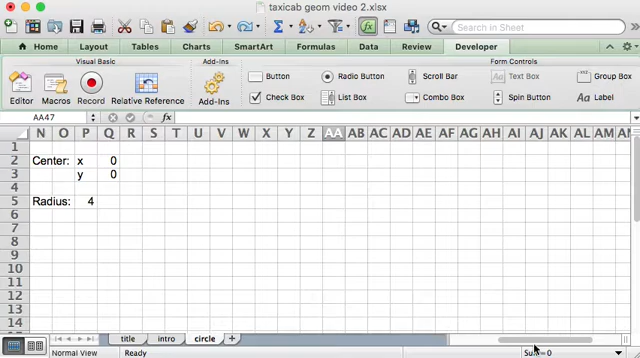 taxicab geom video 2.xlsx
Search in Sheet
Home Layout Tables Charts SmartArt Formulas Data Review Developer
Visual Basic Add-Ins Form Controls
Editor Macros Record Relative Reference Add-Ins
Button Radio Button Scroll Bar Text Box Group Box
Check Box List Box Combo Box Spin Button Label
AA47 fx
N O P Q R S T U V W X Y Z AA AB AC AD AE AF AG AH AI AJ AK AL AM AN
1
2 Center: x 0
3 y 0
4
5 Radius: 4
6
7
8
9
10
11
12
13
14
title intro circle
Normal View Ready Sum=0